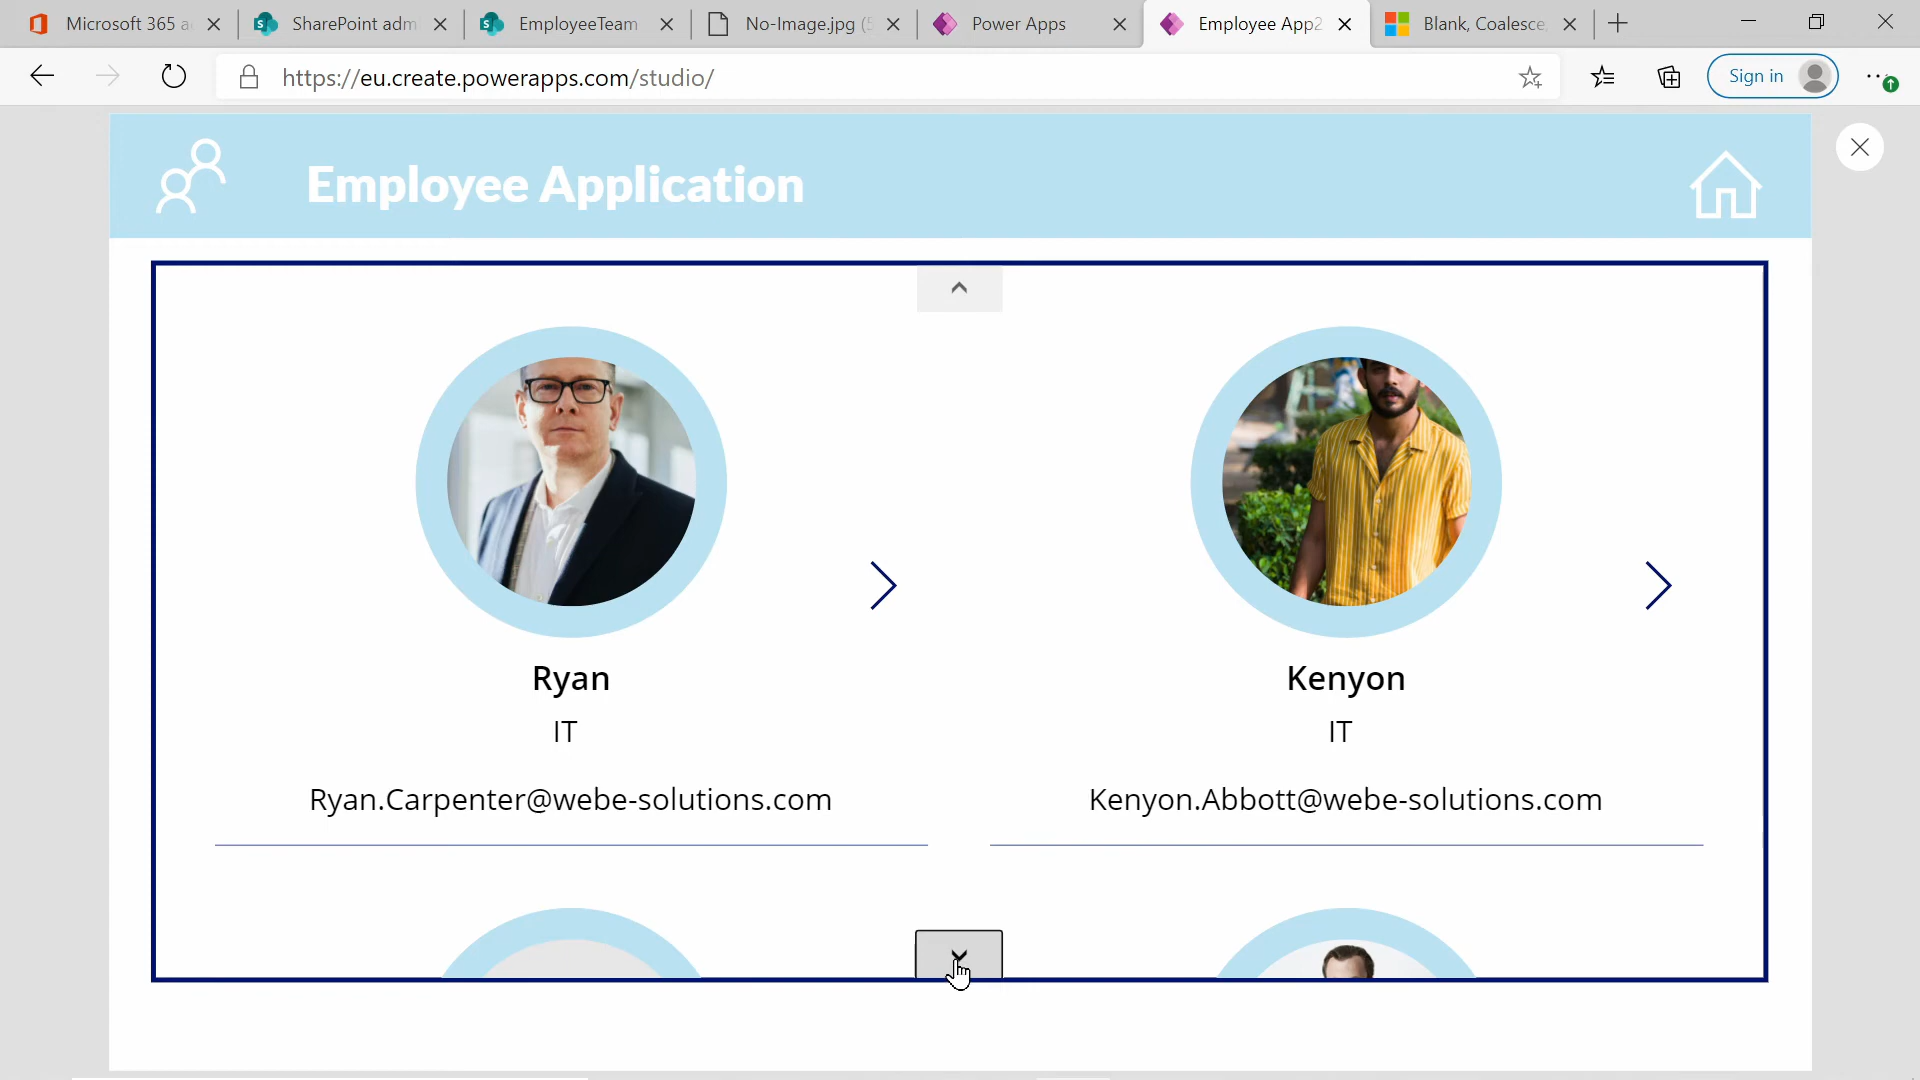 Microsoft 365 a
SharePoint adm
EmployeeTeam
No-Image.jpg (5
Power Apps
Employee App2
Blank, Coalesce,
https://eu.create.powerapps.com/studio/
Sign in
Employee Application
Ryan
IT
Ryan.Carpenter@webe-solutions.com
Kenyon
IT
Kenyon.Abbott@webe-solutions.com